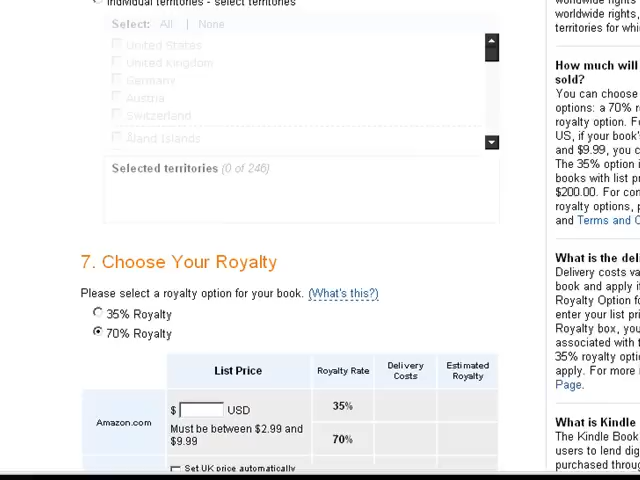 Individual territories - select territories
Select: All | None
United States
United Kingdom
Germany
Austria
Switzerland
Åland Islands
Selected territories (0 of 246)
7. Choose Your Royalty
Please select a royalty option for your book. (What's this?)
35% Royalty
70% Royalty
List Price
Royalty Rate
Delivery
Costs
Estimated
Royalty
Amazon.com
$ USD
Must be between $2.99 and
$9.99
35%
70%
Set UK price automatically
worldwide rights
worldwide rights,
territories for whi
How much will
sold?
You can choose
options: a 70% r
royalty option. F
US, if your book'
and $9.99, you c
The 35% option i
books with list pr
$200.00. For co
royalty options, p
and Terms and C
What is the deli
Delivery costs va
book and apply i
Royalty Option f
enter your list pri
Royalty box, you
associated with t
35% royalty optio
apply. For more i
Page.
What is Kindle
The Kindle Book
users to lend dig
purchased throug